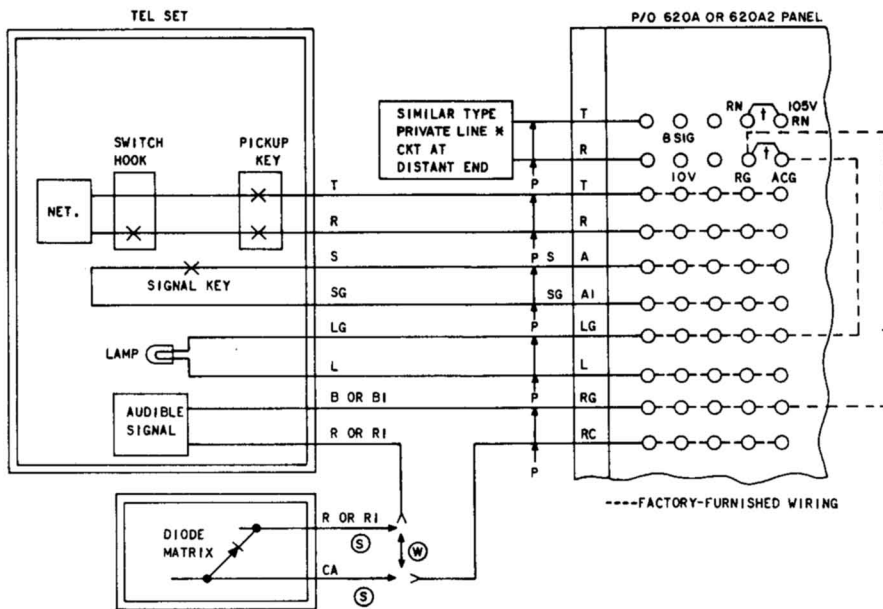 TEL SET
P/O 620A OR 620A2 PANEL
SIMILAR TYPE
PRIVATE LINE *
CKT AT
DISTANT END
T
R
P
RN
105V
RN
B SIG
10V
RG
ACG
SWITCH
HOOK
PICKUP
KEY
NET.
T
T
R
R
S
P
S
A
SIGNAL KEY
SG
SG
A1
LG
P
LG
LAMP
L
L
AUDIBLE
SIGNAL
B OR B1
P
RG
R OR R1
RC
P
----FACTORY-FURNISHED WIRING
DIODE
MATRIX
R OR R1
S
W
CA
S